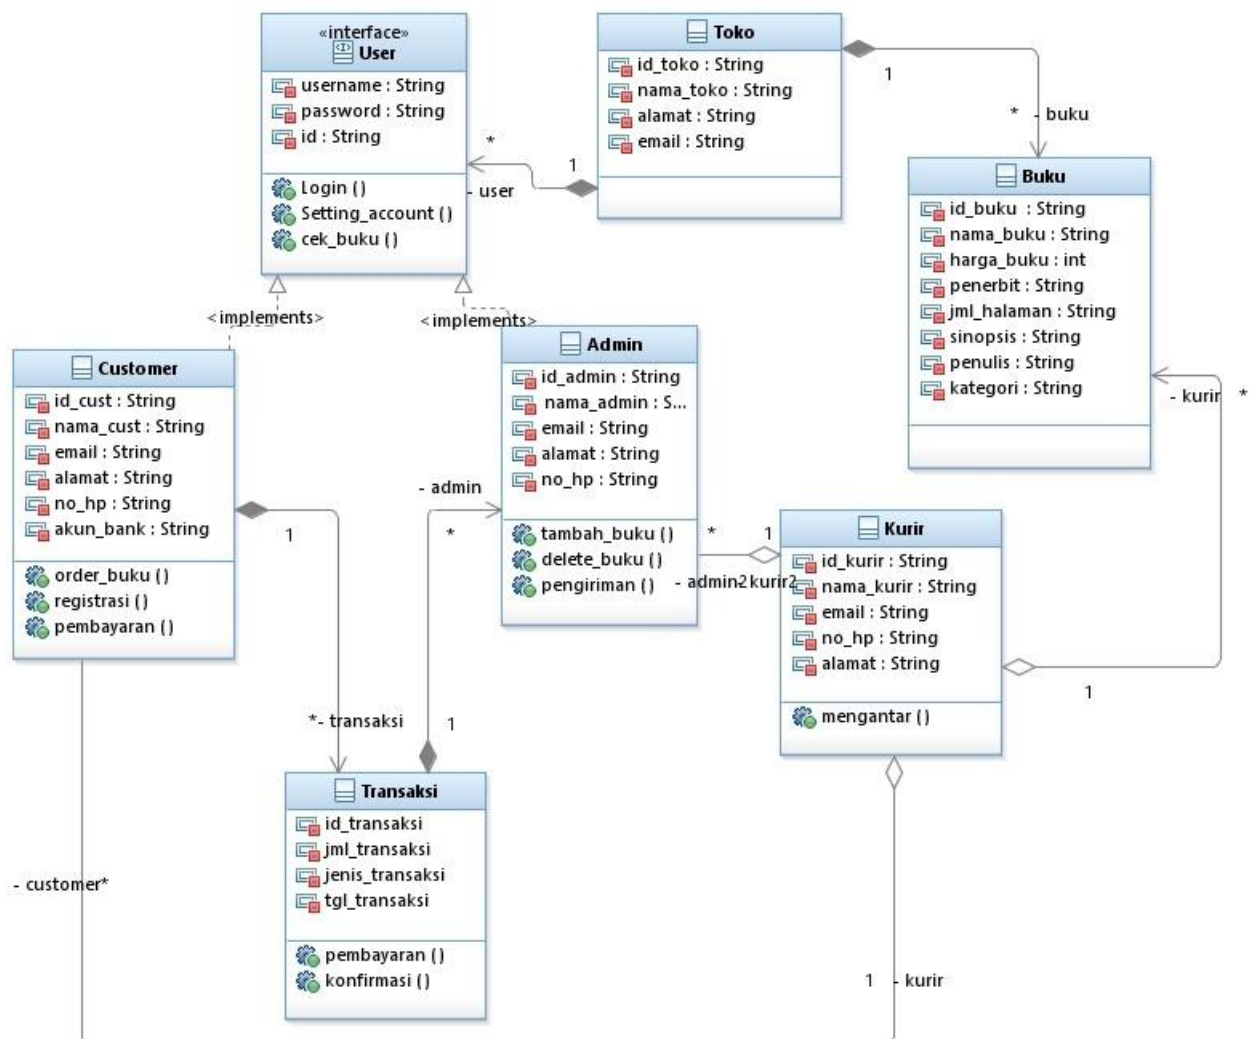 «interface»
User
username : String
password : String
id : String
Login ()
Setting_account ()
cek_buku ()
Toko
id_toko : String
nama_toko : String
alamat : String
email : String
1
* - buku
*
1
- user
Buku
id_buku : String
nama_buku : String
harga_buku : int
penerbit : String
jml_halaman : String
sinopsis : String
penulis : String
kategori : String
<implements>
<implements>
Customer
id_cust : String
nama_cust : String
email : String
alamat : String
no_hp : String
akun_bank : String
order_buku ()
registrasi ()
pembayaran ()
Admin
id_admin : String
nama_admin : S...
email : String
alamat : String
no_hp : String
tambah_buku ()
delete_buku ()
pengiriman ()
- kurir *
- admin
*
1
* 1
- admin2
- kurir2
Kurir
id_kurir : String
nama_kurir : String
email : String
no_hp : String
alamat : String
mengantar ()
1
*- transaksi
1
Transaksi
id_transaksi
jml_transaksi
jenis_transaksi
tgl_transaksi
pembayaran ()
konfirmasi ()
- customer*
1 - kurir